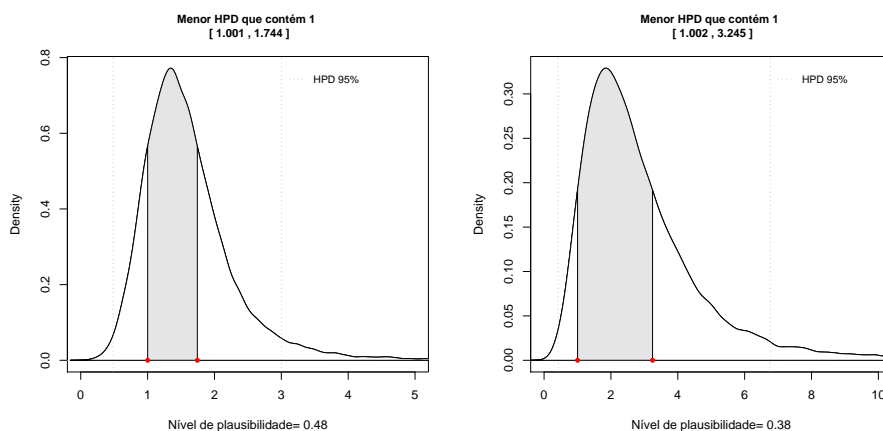 Menor HPD que contém 1
[ 1.001 , 1.744 ]
HPD 95%
Density
0.8
0.6
0.4
0.2
0.0
0 1 2 3 4 5
Nível de plausibilidade= 0.48
Menor HPD que contém 1
[ 1.002 , 3.245 ]
HPD 95%
Density
0.30
0.25
0.20
0.15
0.10
0.05
0.00
0 2 4 6 8 10
Nível de plausibilidade= 0.38